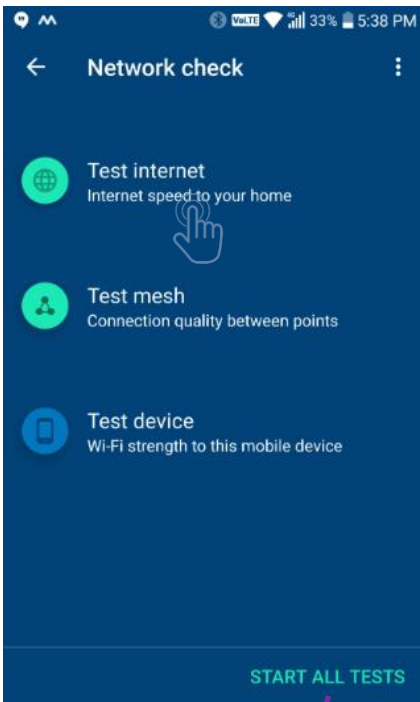 VoLTE 33% 5:38 PM
Network check
Test internet
Internet speed to your home
Test mesh
Connection quality between points
Test device
Wi-Fi strength to this mobile device
START ALL TESTS